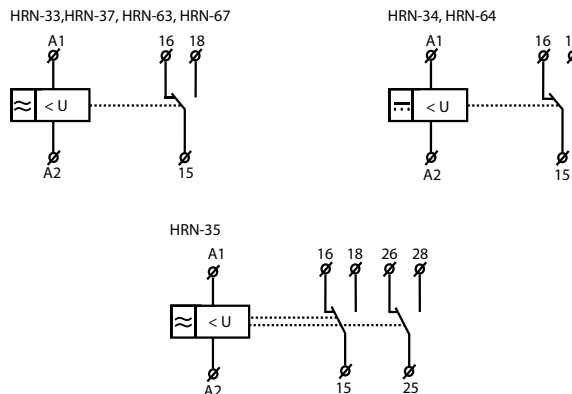 HRN-33,HRN-37, HRN-63, HRN-67
A1 16 18
< U
A2 15
HRN-34, HRN-64
A1 16
< U
A2 15
HRN-35
A1 16 18 26 28
< U
A2 15 25